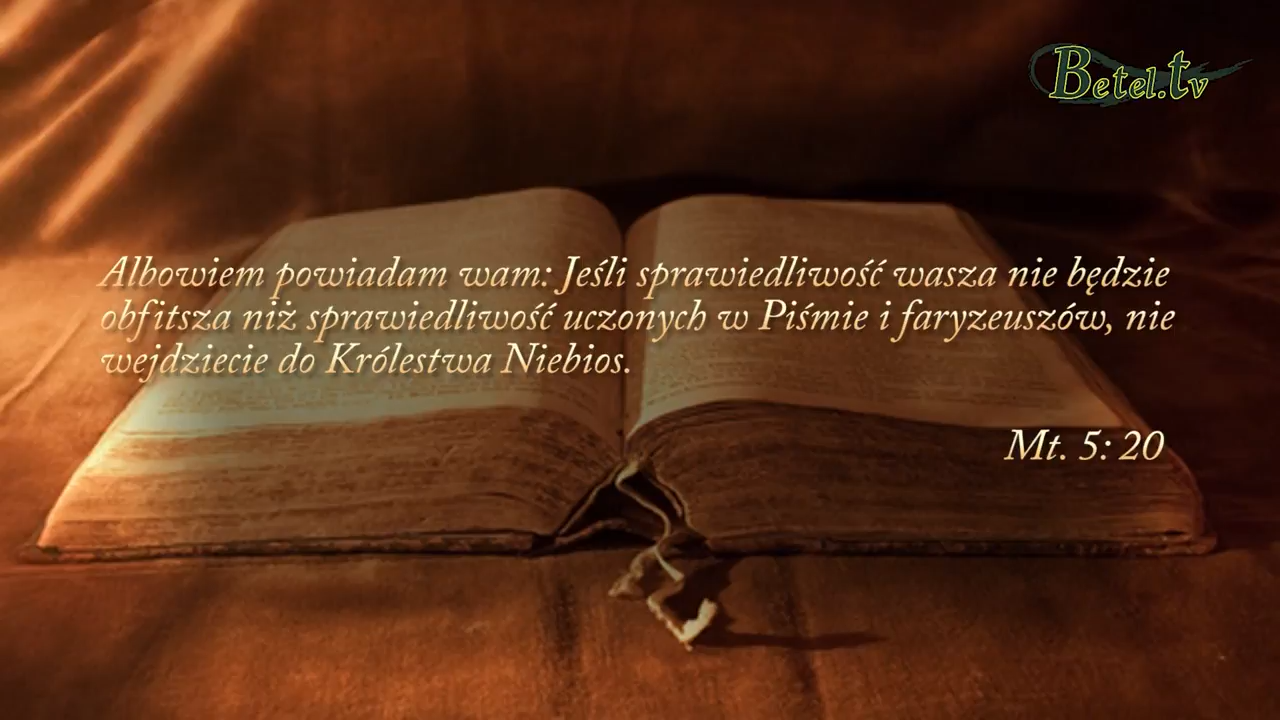 Betel.tv
Albowiem powiadam wam: Jeśli sprawiedliwość wasza nie będzie
obfitsza niż sprawiedliwość uczonych w Piśmie i faryzeuszów, nie
wejdziecie do Królestwa Niebios.
Mt. 5: 20